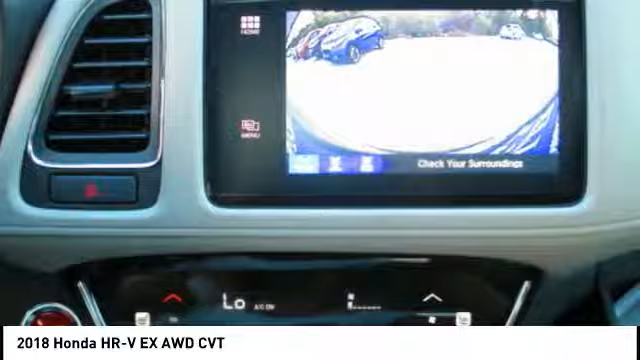 HOME
MENU
Check Your Surroundings
Lo
A/C ON
2018 Honda HR-V EX AWD CVT